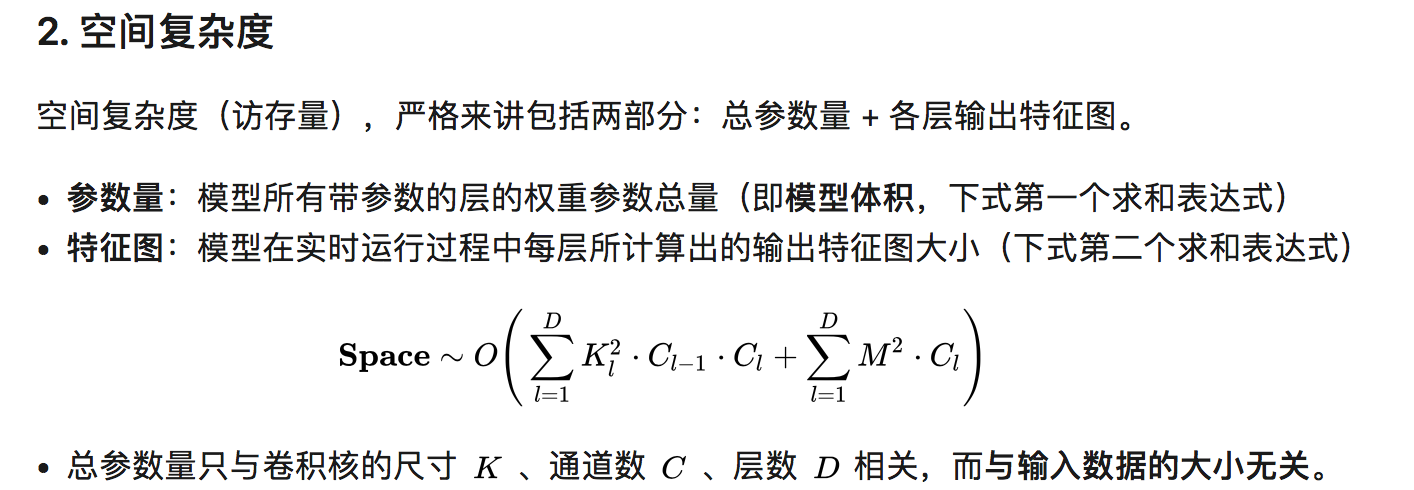 2. 空间复杂度
空间复杂度（访存量），严格来讲包括两部分：总参数量 + 各层输出特征图。
• 参数量：模型所有带参数的层的权重参数总量（即模型体积，下式第一个求和表达式）
• 特征图：模型在实时运行过程中每层所计算出的输出特征图大小（下式第二个求和表达式）
$$\textbf{Space} \sim O\left(\sum_{l=1}^{D} K_l^2 \cdot C_{l-1} \cdot C_l + \sum_{l=1}^{D} M^2 \cdot C_l\right)$$
• 总参数量只与卷积核的尺寸 K 、通道数 C 、层数 D 相关，而与输入数据的大小无关。